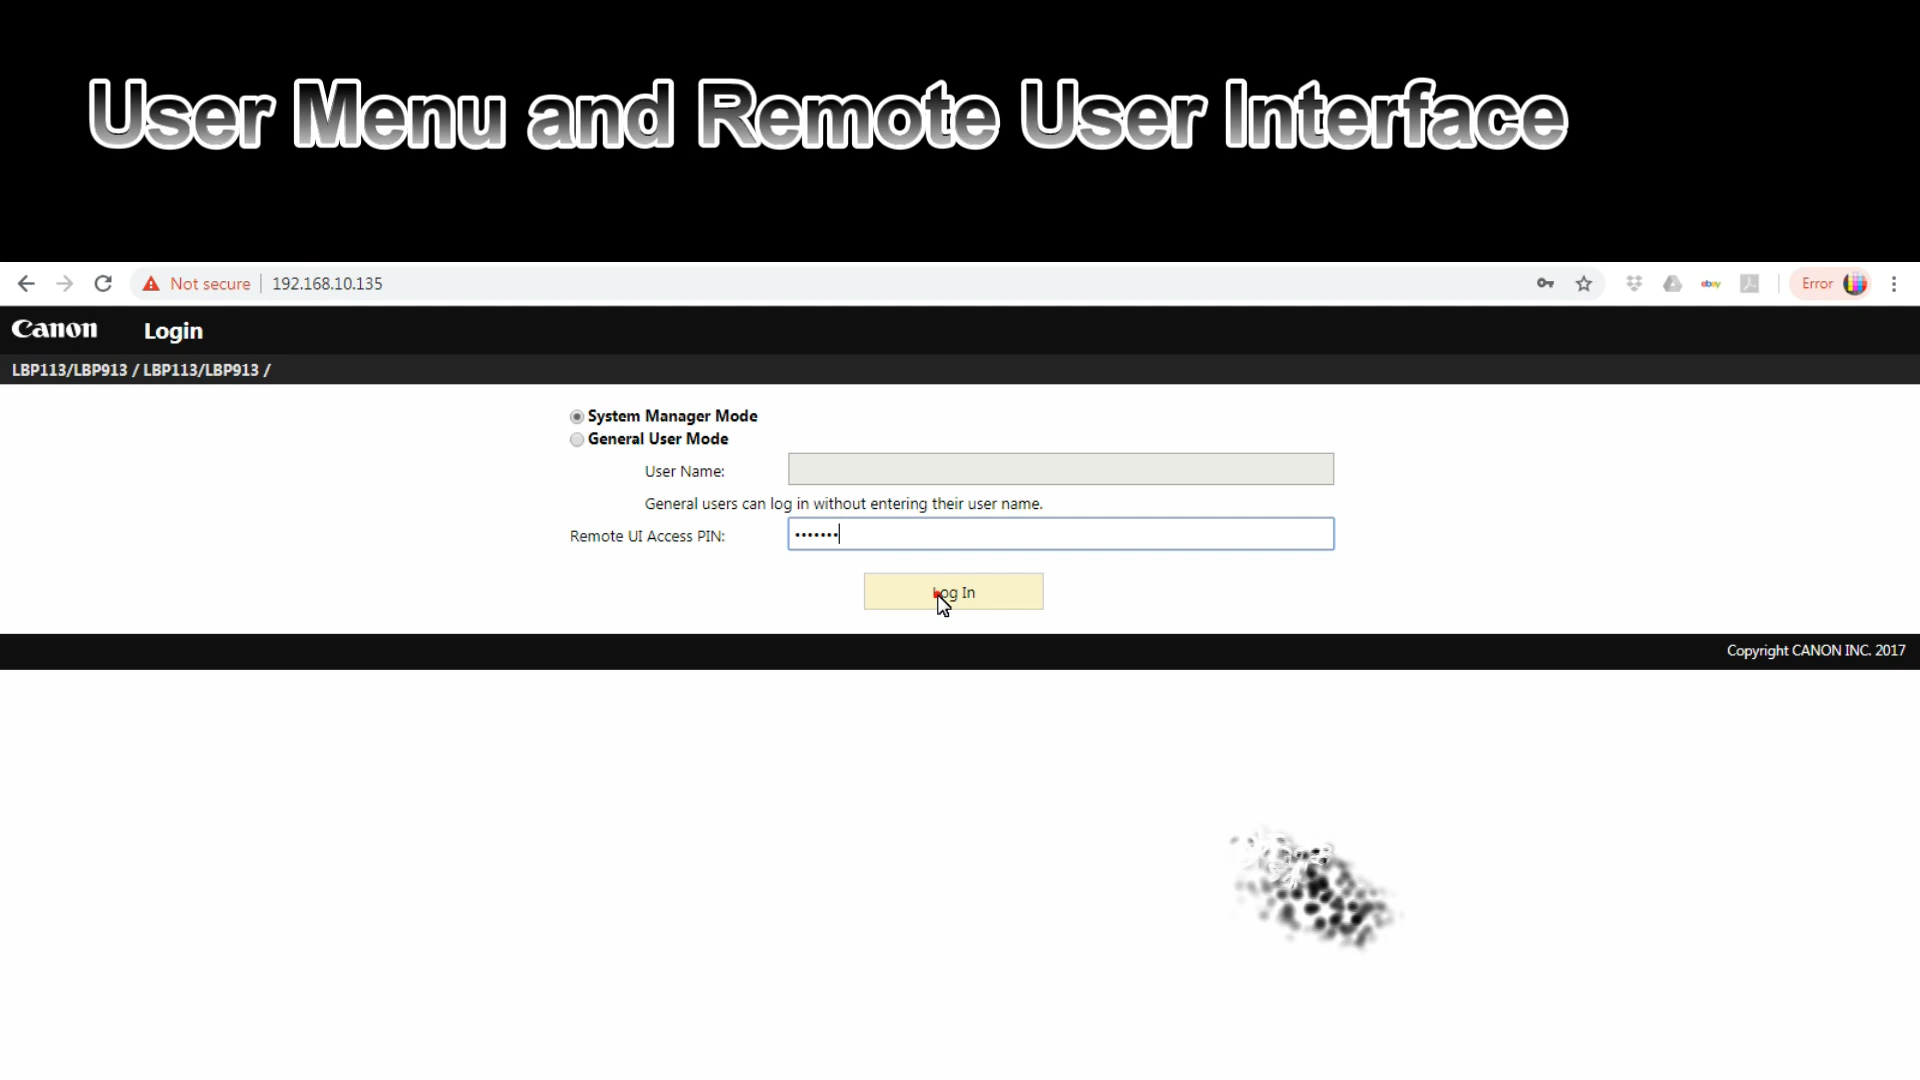 User Menu and Remote User Interface
Not secure 192.168.10.135
ebay
Error
Canon Login
LBP113/LBP913 / LBP113/LBP913 /
System Manager Mode
General User Mode
User Name:
General users can log in without entering their user name.
Remote UI Access PIN: •••••••
Log In
Copyright CANON INC. 2017